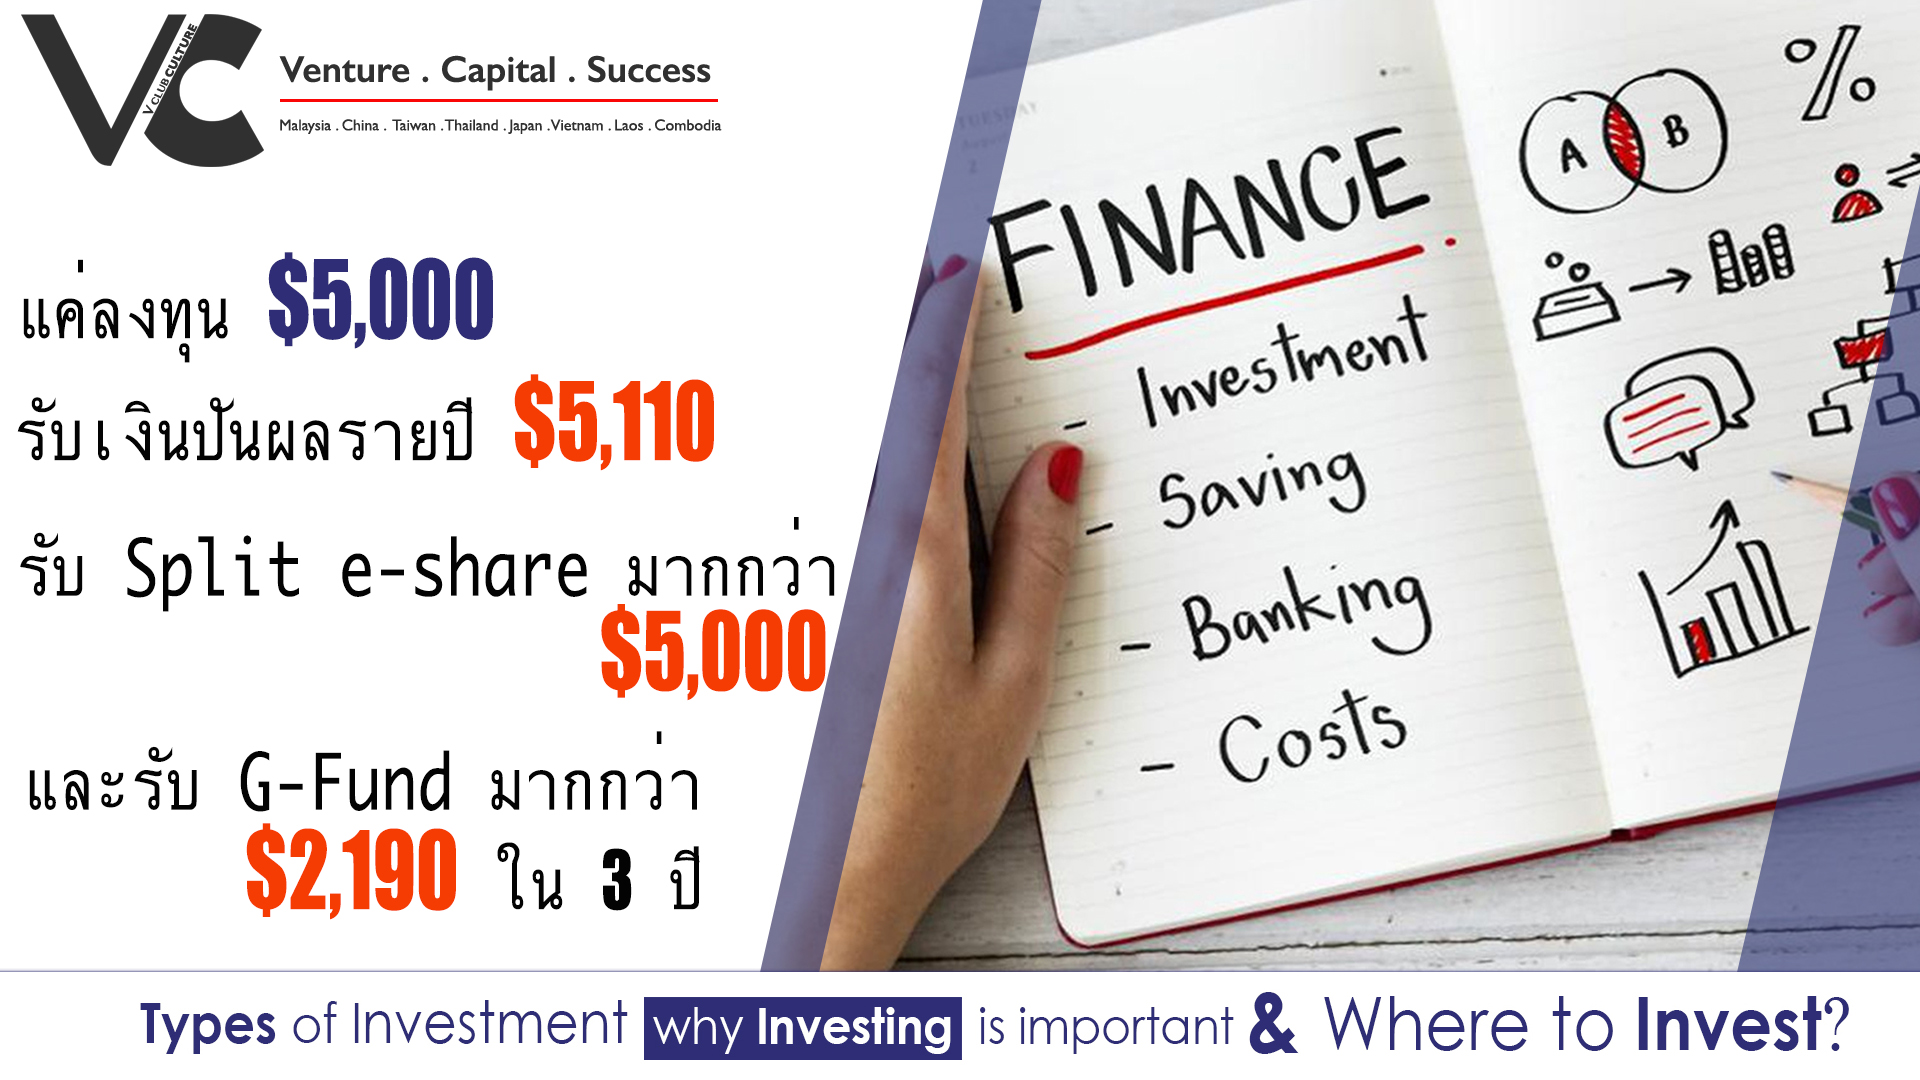 V CLUB CULTURE
VC
Venture . Capital . Success
Malaysia . China . Taiwan . Thailand . Japan . Vietnam . Laos . Combodia
แค่ลงทุน $5,000
รับเงินปันผลรายปี $5,110
รับ Split e-share มากกว่า
$5,000
และรับ G-Fund มากกว่า
$2,190 ใน 3 ปี
TUESDAY
FINANCE
- Investment
- Saving
- Banking
- Costs
A B
%
Types of Investment why Investing is important & Where to Invest?